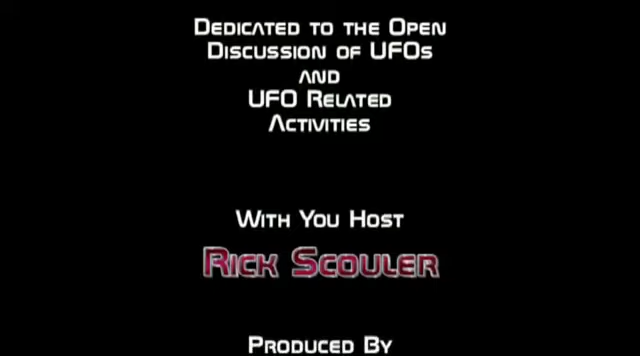 DEDICATED TO THE OPEN
DISCUSSION OF UFOS
AND
UFO RELATED
ACTIVITIES
WITH YOU HOST
RICK SCOULER
PRODUCED BY